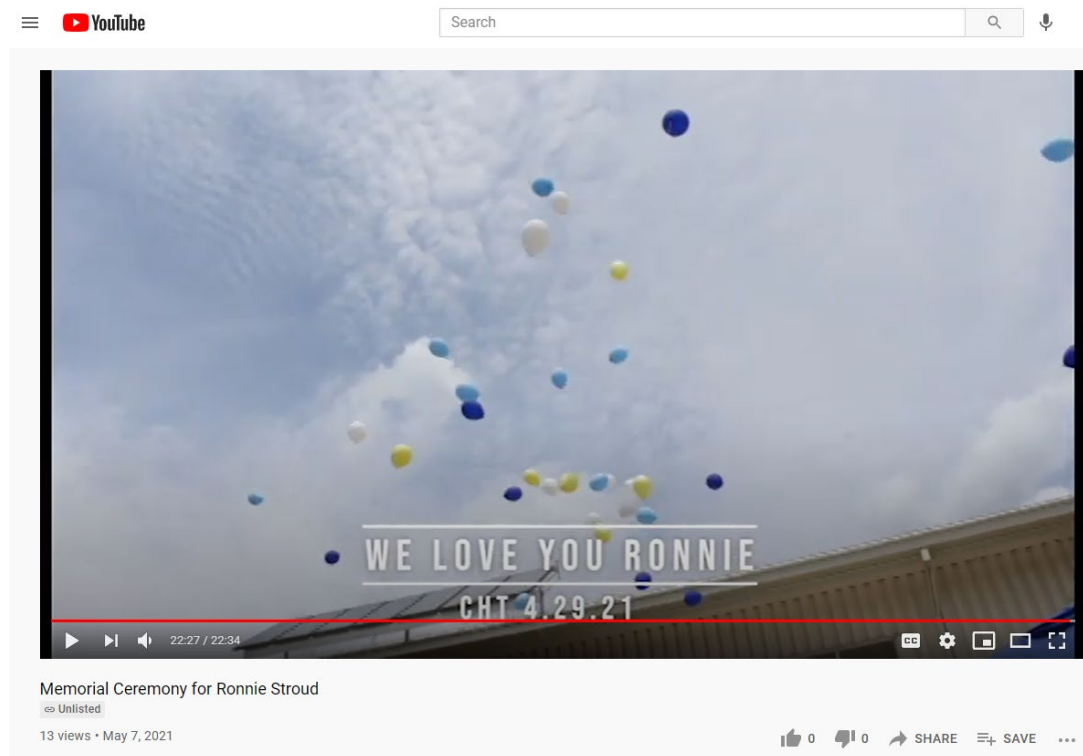 YouTube
Search
WE LOVE YOU RONNIE
CHT 4.29.21
22:27 / 22:34
CC
Memorial Ceremony for Ronnie Stroud
Unlisted
13 views • May 7, 2021
0 0 SHARE SAVE